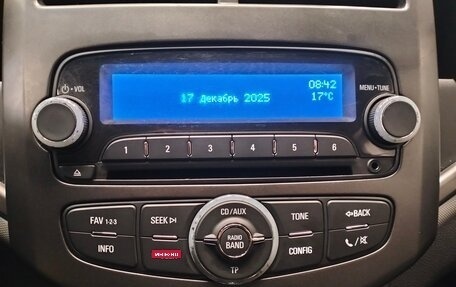 VOL
08:42
MENU•TUNE
17 Декабрь 2025
17°C
1 2 3 4 5 6
FAV 1-2-3
SEEK
CD/AUX
TONE
BACK
RADIO
BAND
INFO
CONFIG
TP